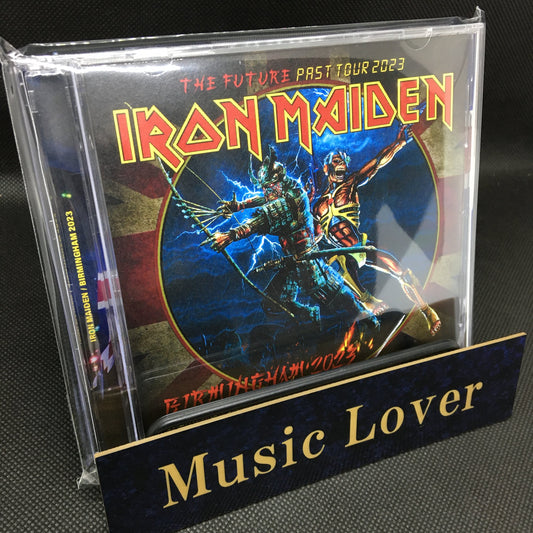 THE FUTURE PAST TOUR 2023
IRON MAIDEN
BIRMINGHAM 2023
IRON MAIDEN / BIRMINGHAM 2023
Music Lover